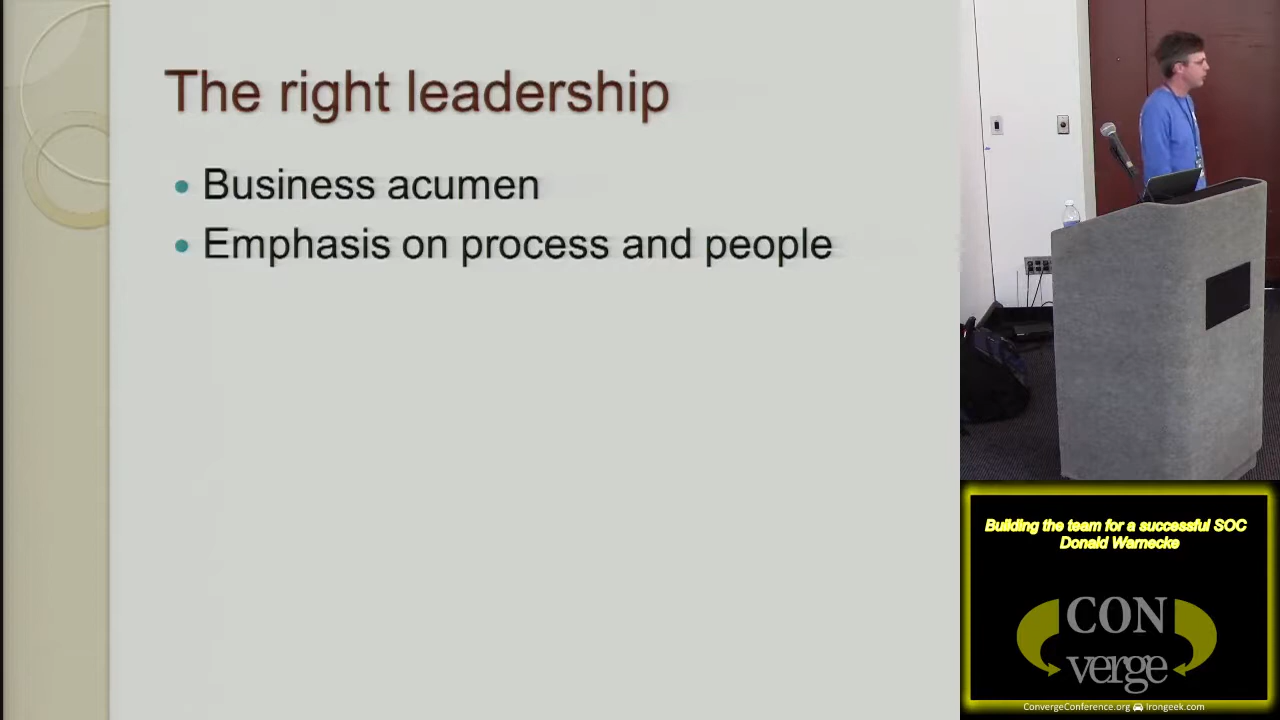 The right leadership
Business acumen
Emphasis on process and people
Building the team for a successful SOC
Donald Warnecke
CON
verge
ConvergeConference.org Irongeek.com